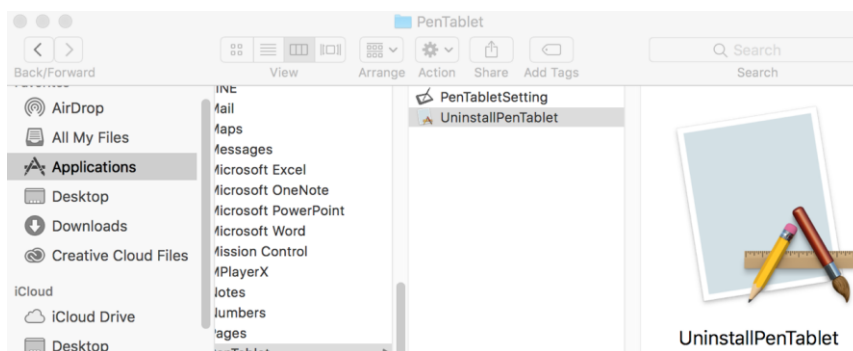 PenTablet
Back/Forward
View
Arrange
Action
Share
Add Tags
Search
Search
AirDrop
All My Files
Applications
Desktop
Downloads
Creative Cloud Files
iCloud
iCloud Drive
Desktop
INE
Mail
Maps
Messages
Microsoft Excel
Microsoft OneNote
Microsoft PowerPoint
Microsoft Word
Mission Control
MPlayerX
Notes
Numbers
Pages
PenTabletSetting
UninstallPenTablet
UninstallPenTablet